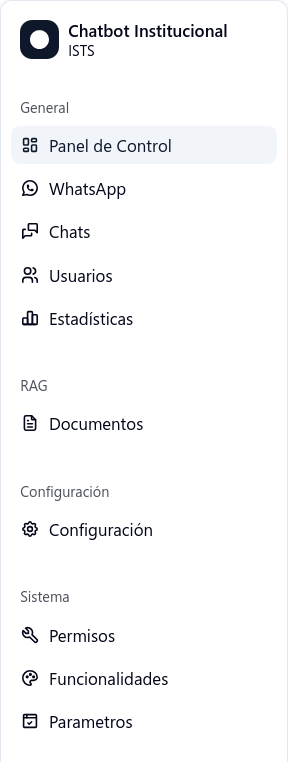 Chatbot Institucional
ISTS
General
Panel de Control
WhatsApp
Chats
Usuarios
Estadísticas
RAG
Documentos
Configuración
Configuración
Sistema
Permisos
Funcionalidades
Parametros